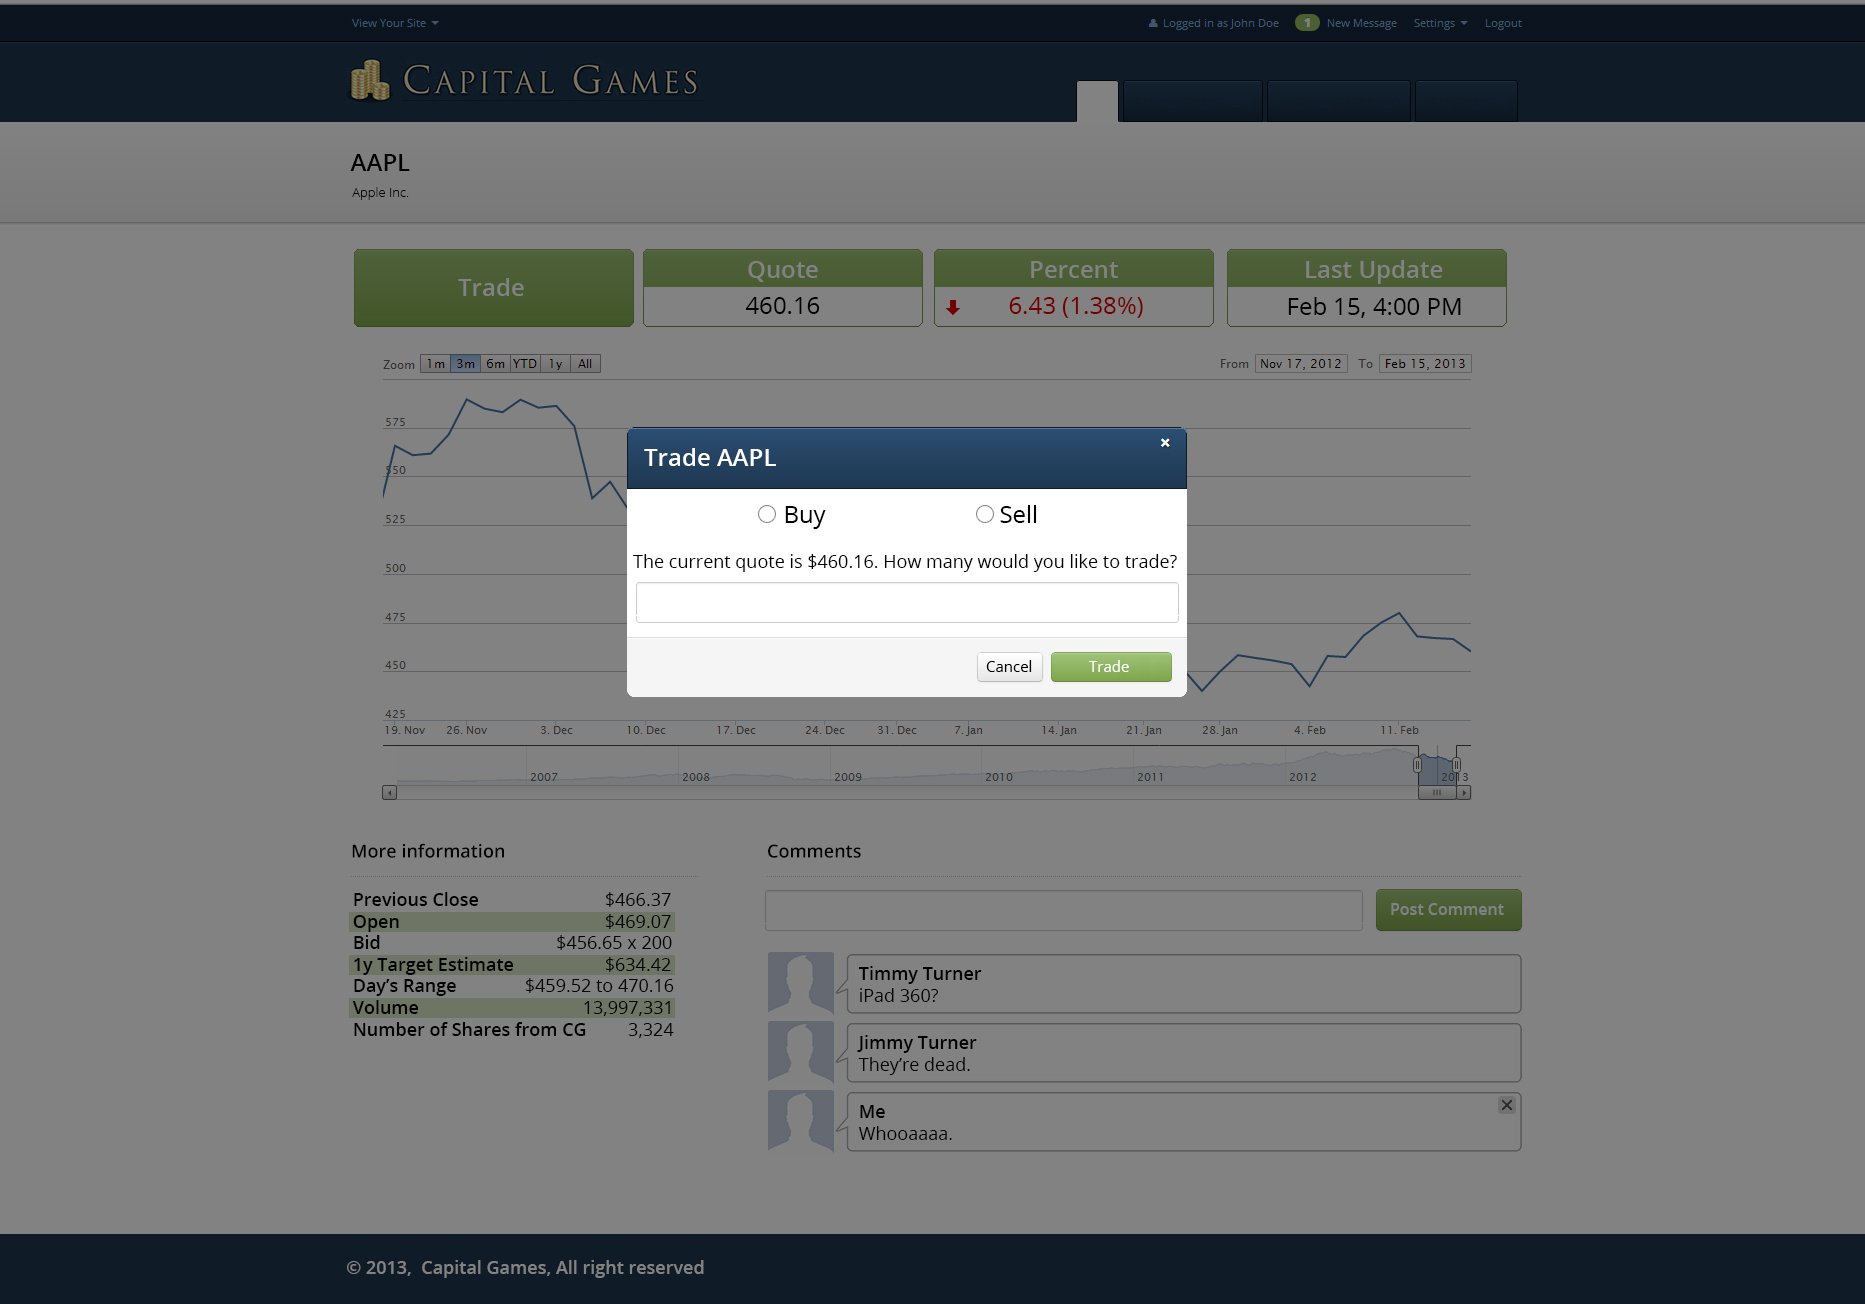 View Your Site
Logged in as John Doe 1 New Message Settings Logout
CAPITAL GAMES
AAPL
Apple Inc.
Trade
Quote
460.16
Percent
6.43 (1.38%)
Last Update
Feb 15, 4:00 PM
Zoom 1m 3m 6m YTD 1y All
From Nov 17, 2012 To Feb 15, 2013
575
550
525
500
475
450
425
19. Nov 26. Nov 3. Dec 10. Dec 17. Dec 24. Dec 31. Dec 7. Jan 14. Jan 21. Jan 28. Jan 4. Feb 11. Feb
2007 2008 2009 2010 2011 2012 2013
Trade AAPL
Buy Sell
The current quote is $460.16. How many would you like to trade?
Cancel Trade
More information
Previous Close $466.37
Open $469.07
Bid $456.65 x 200
1y Target Estimate $634.42
Day’s Range $459.52 to 470.16
Volume 13,997,331
Number of Shares from CG 3,324
Comments
Post Comment
Timmy Turner
iPad 360?
Jimmy Turner
They’re dead.
Me
Whooaaaa.
© 2013, Capital Games, All right reserved